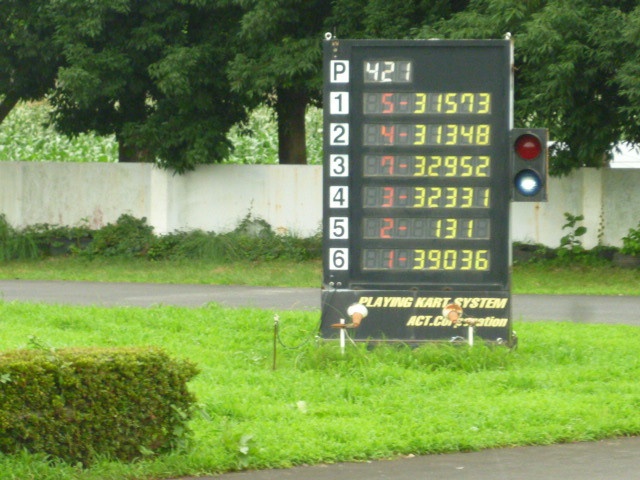 P 421
1 5-31573
2 4-31348
3 7-32952
4 3-32331
5 2- 131
6 1-39036
PLAYING KART SYSTEM
ACT.Corporation